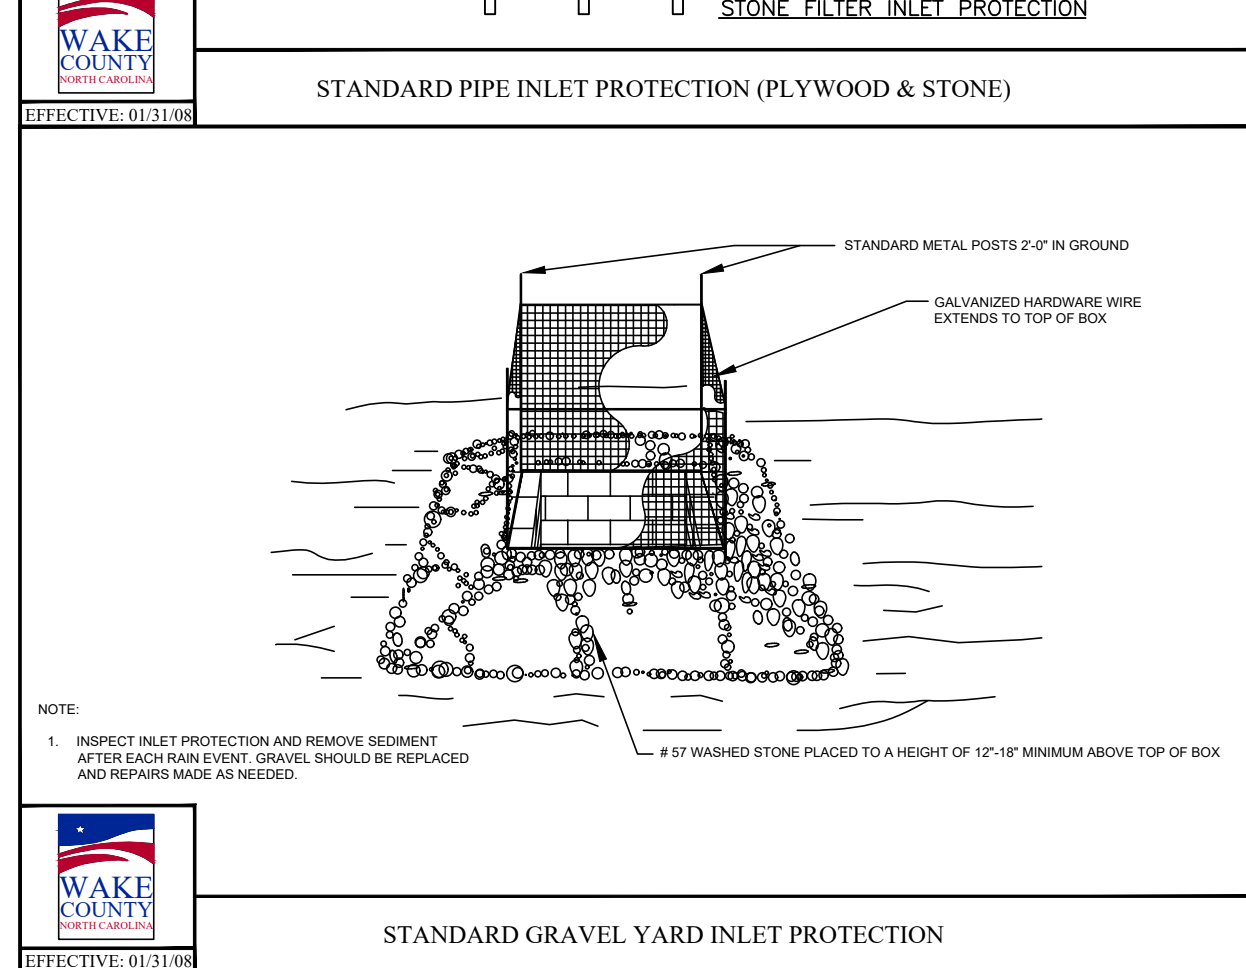 STONE FILTER INLET PROTECTION
WAKE
COUNTY
NORTH CAROLINA
EFFECTIVE: 01/31/08
STANDARD PIPE INLET PROTECTION (PLYWOOD & STONE)
STANDARD METAL POSTS 2'-0" IN GROUND
GALVANIZED HARDWARE WIRE
EXTENDS TO TOP OF BOX
NOTE:
1. INSPECT INLET PROTECTION AND REMOVE SEDIMENT
AFTER EACH RAIN EVENT. GRAVEL SHOULD BE REPLACED
AND REPAIRS MADE AS NEEDED.
# 57 WASHED STONE PLACED TO A HEIGHT OF 12"-18" MINIMUM ABOVE TOP OF BOX
WAKE
COUNTY
NORTH CAROLINA
EFFECTIVE: 01/31/08
STANDARD GRAVEL YARD INLET PROTECTION